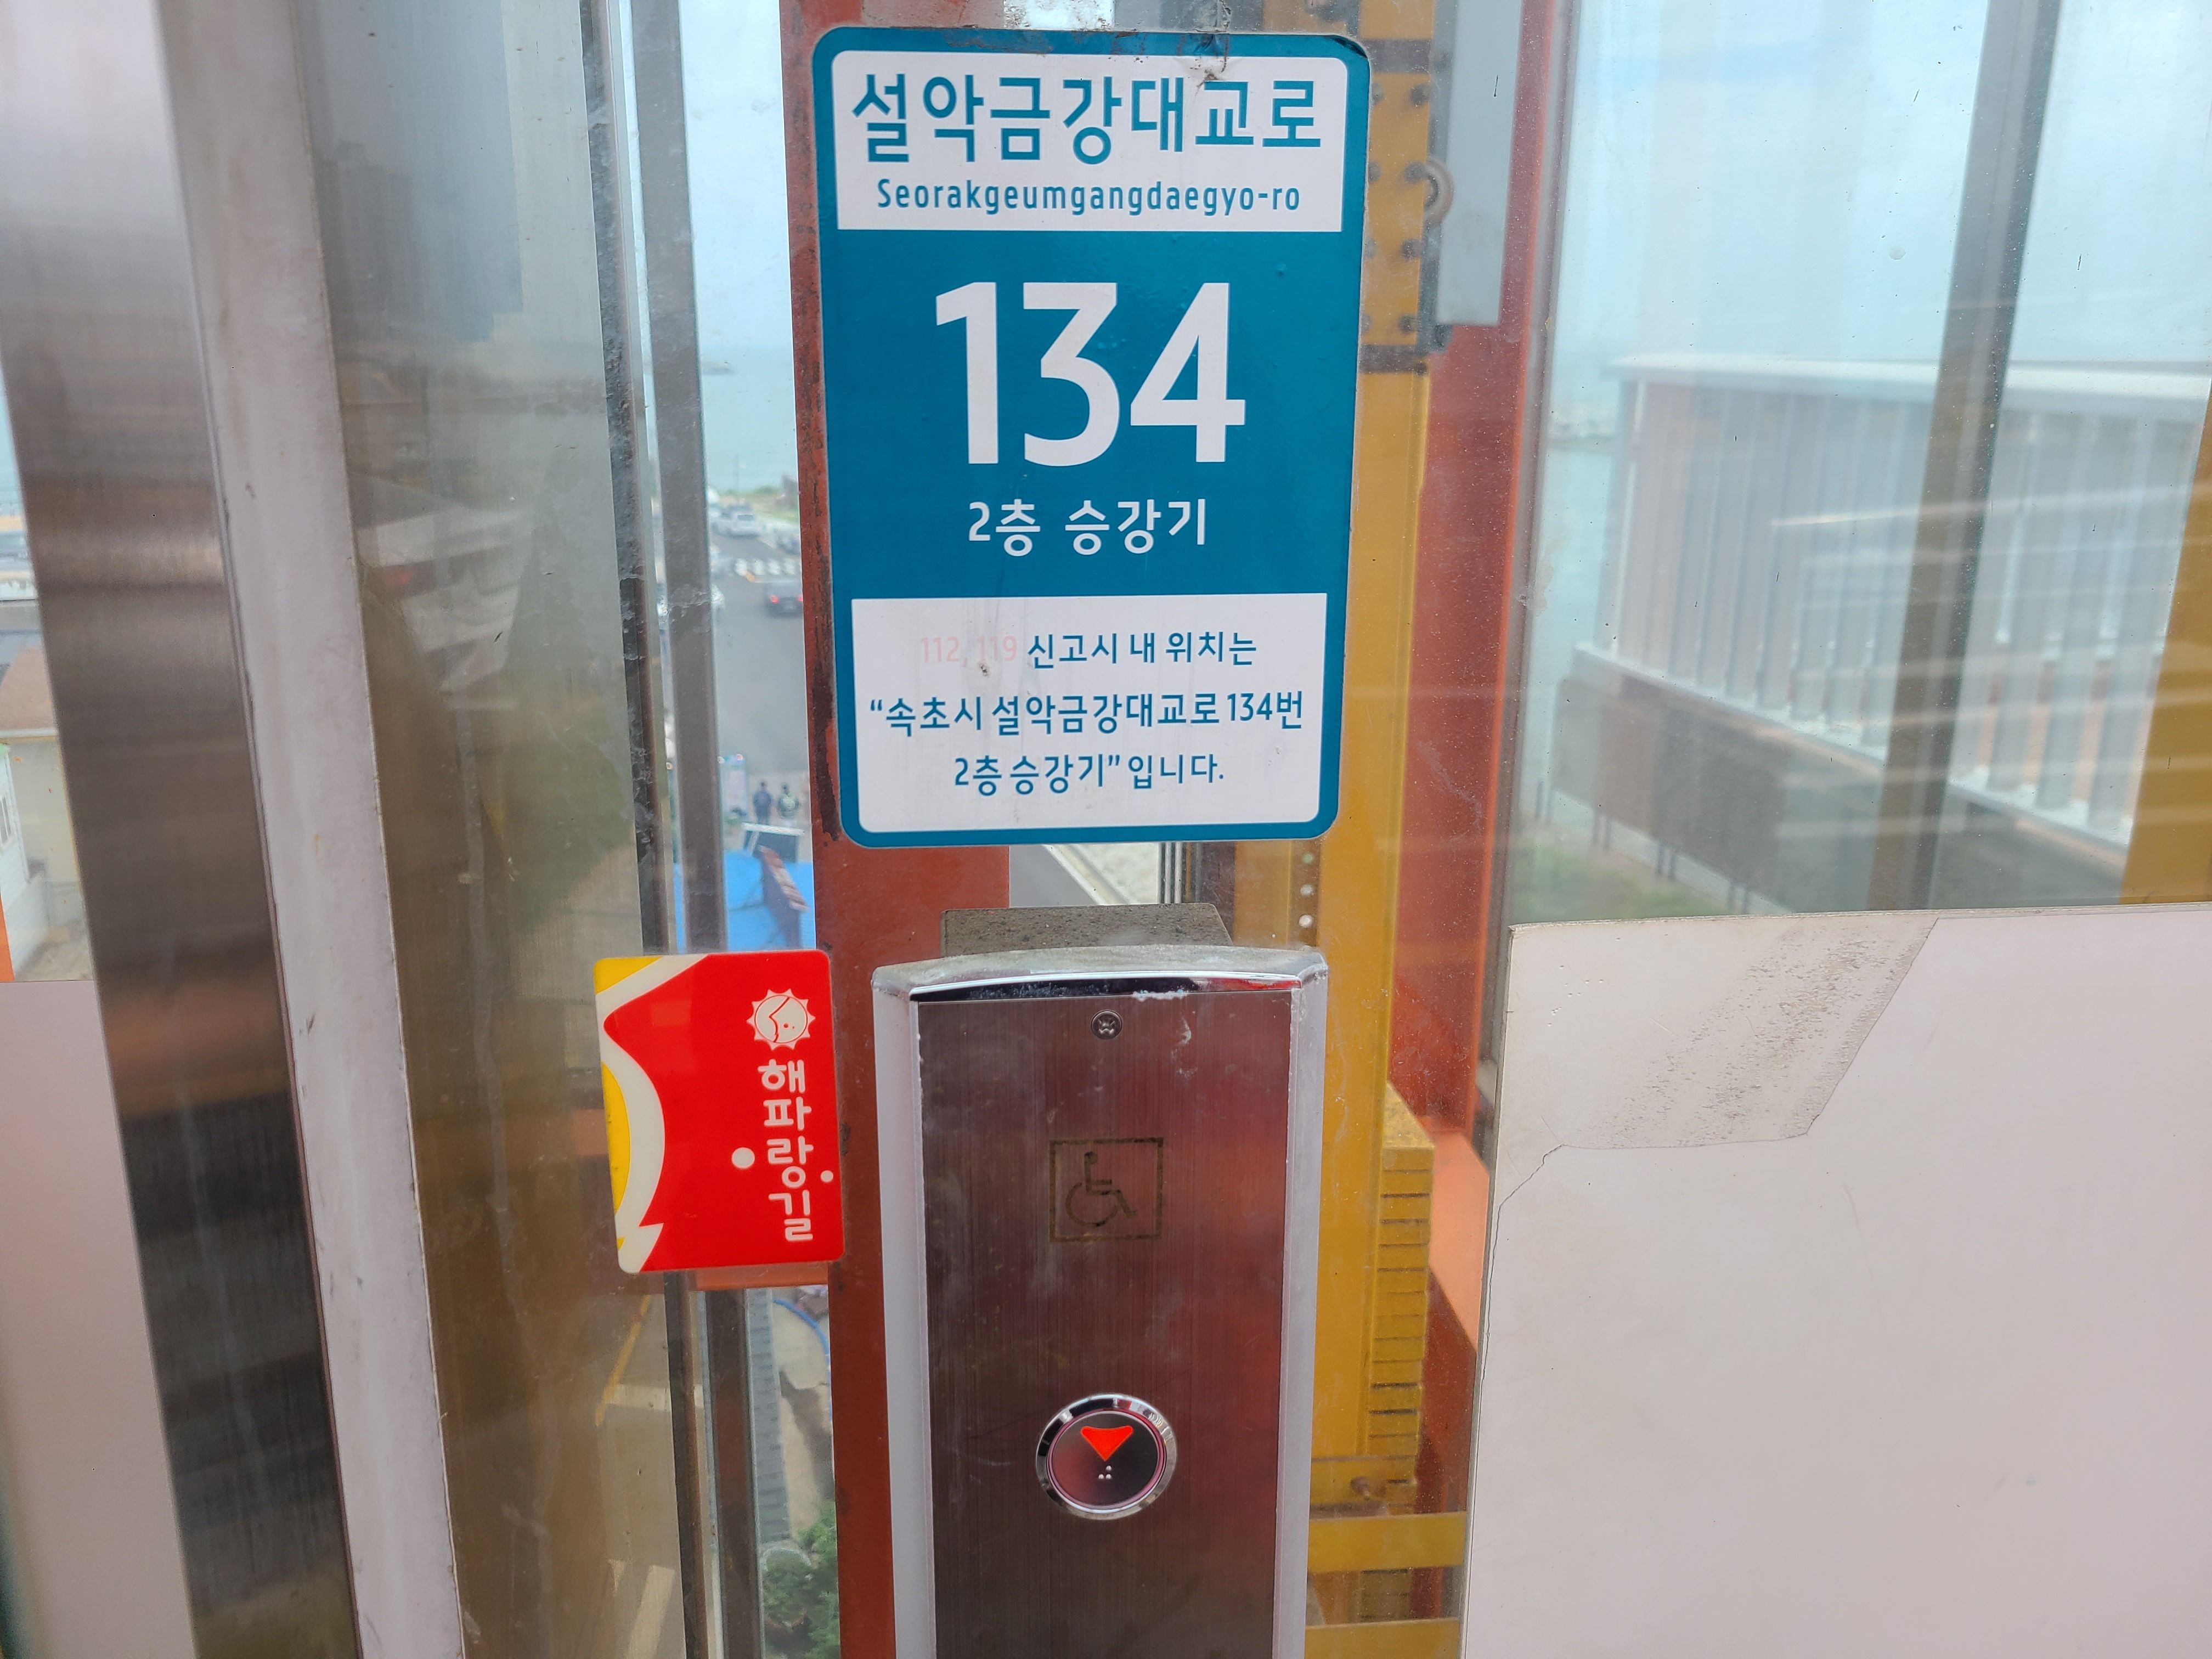 설악금강대교로
Seorakgeumgangdaegyo-ro
134
2층 승강기
112, 119 신고시 내 위치는
“속초시 설악금강대교로 134번
2층 승강기” 입니다.
해파랑길